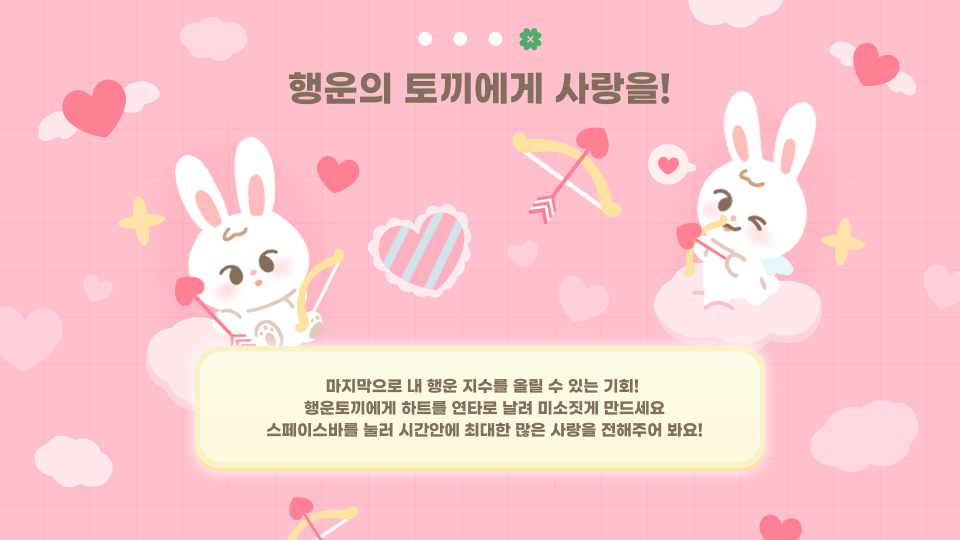 행운의 토끼에게 사랑을!
마지막으로 내 행운 지수를 올릴 수 있는 기회!
행운토끼에게 하트를 연타로 날려 미소짓게 만드세요
스페이스바를 눌러 시간안에 최대한 많은 사랑을 전해주어 봐요!